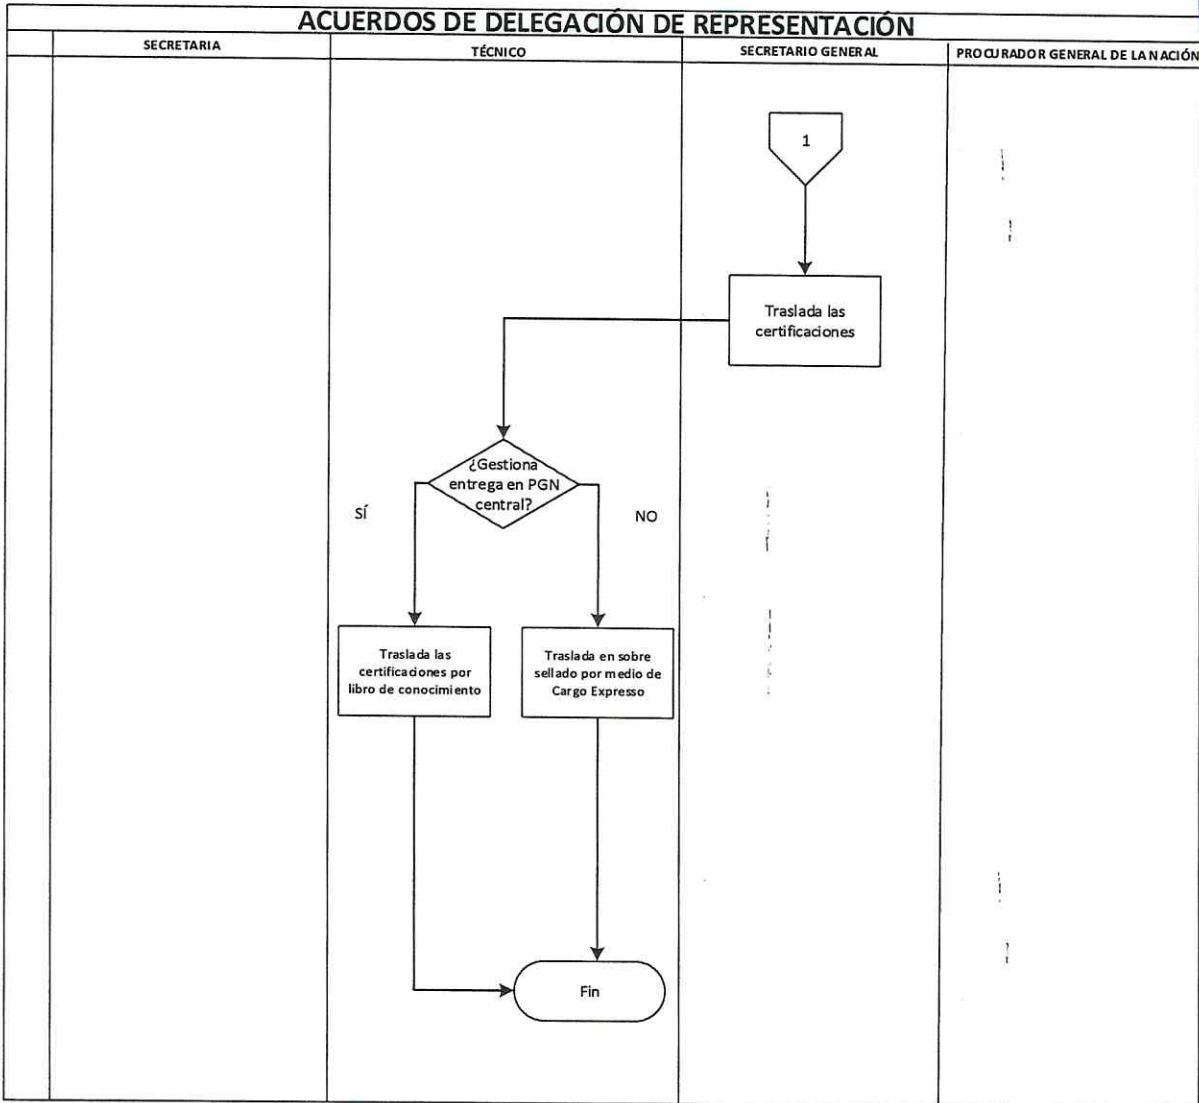 ACUERDOS DE DELEGACIÓN DE REPRESENTACIÓN
SECRETARIA
TÉCNICO
SECRETARIO GENERAL
PROCURADOR GENERAL DE LA NACIÓN
1
Traslada las
certificaciones
¿Gestiona
entrega en PGN
central?
SÍ
NO
Traslada las
certificaciones por
libro de conocimiento
Traslada en sobre
sellado por medio de
Cargo Expresso
Fin